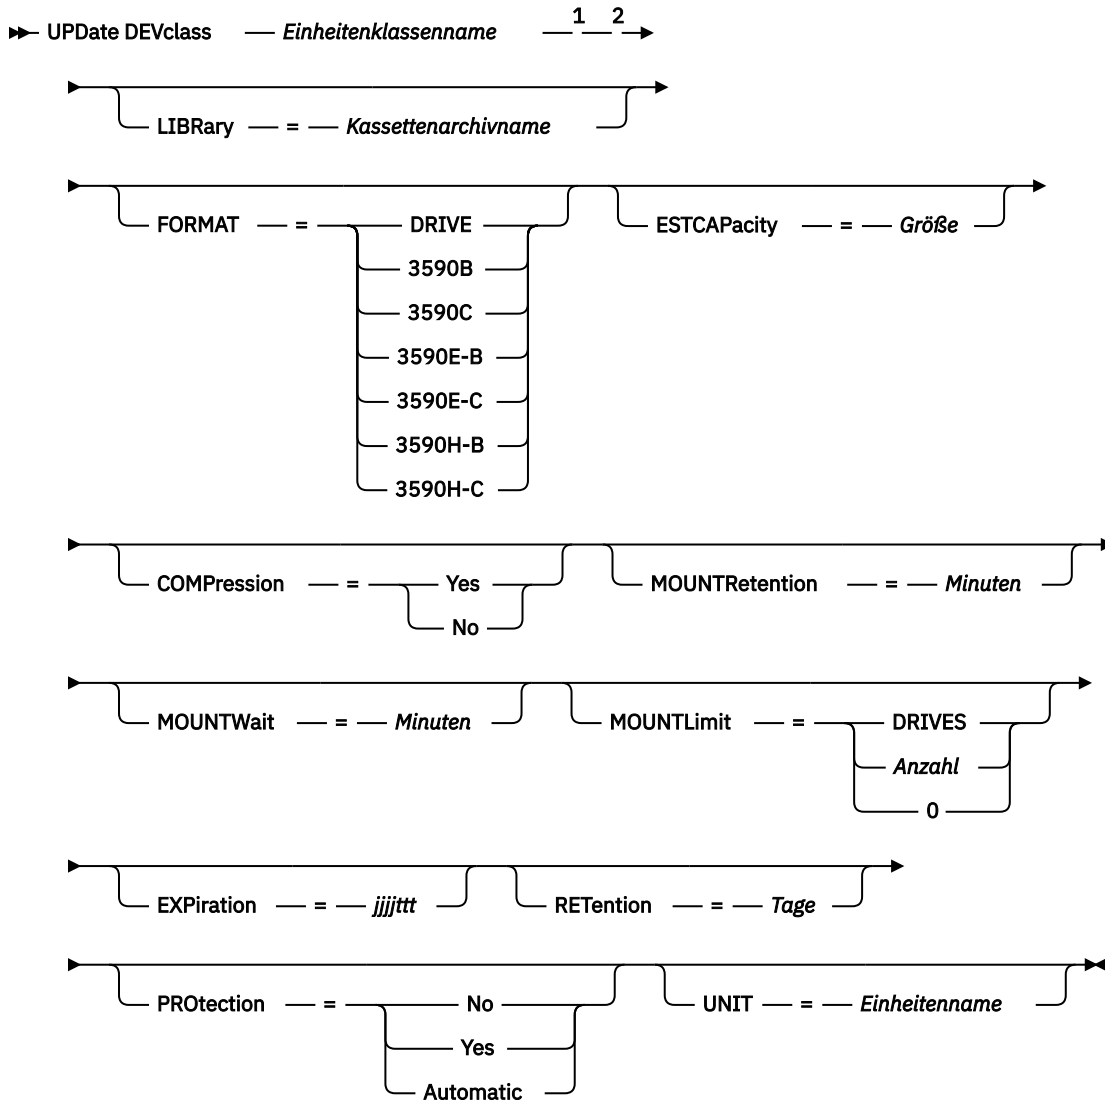 1 2
UPDate DEVclass Einheitenklassenname
LIBRary = Kassettenarchivname
FORMAT = DRIVE ESTCAPacity = Größe
3590B
3590C
3590E-B
3590E-C
3590H-B
3590H-C
COMPression = Yes MOUNTRetention = Minuten
No
MOUNTWait = Minuten MOUNTLimit = DRIVES
Anzahl
0
EXPiration = jjjjttt RETention = Tage
PROtection = No UNIT = Einheitenname
Yes
Automatic